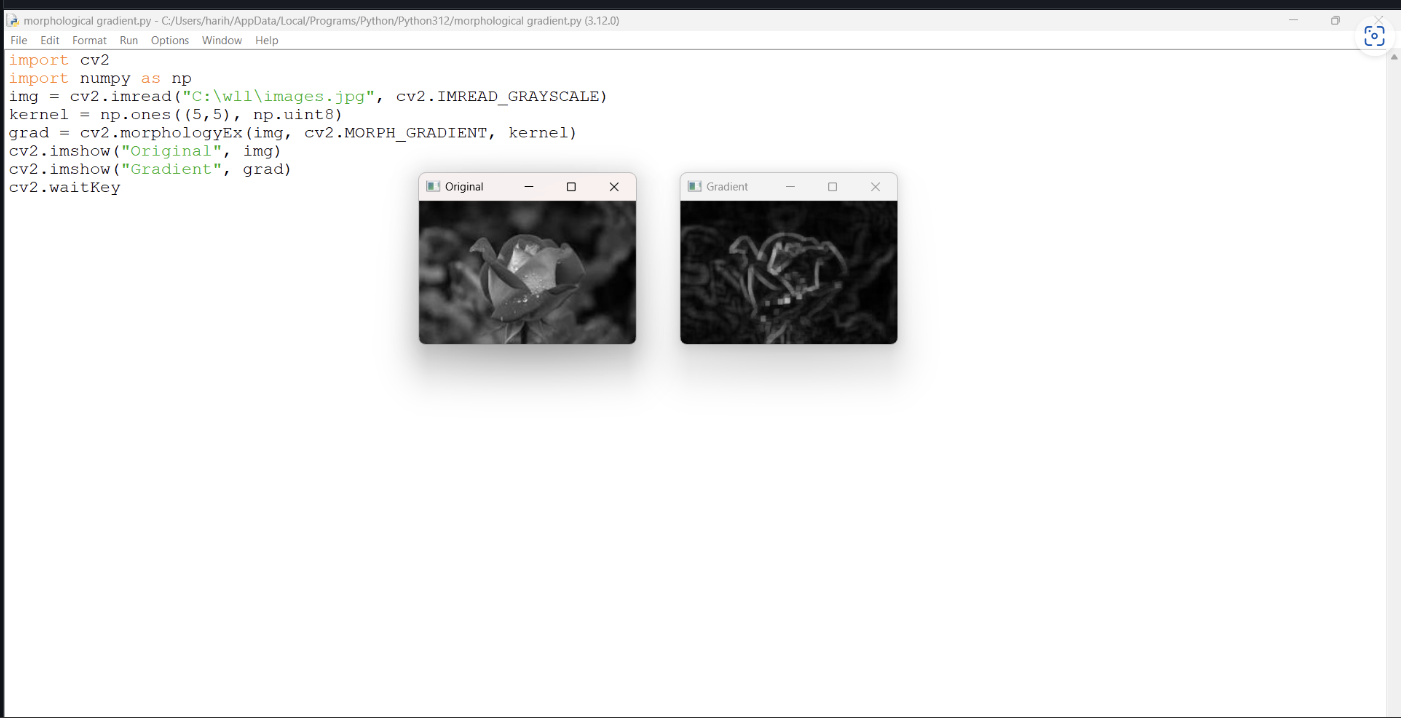 morphological gradient.py - C:/Users/harih/AppData/Local/Programs/Python/Python312/morphological gradient.py (3.12.0)
File Edit Format Run Options Window Help
import cv2
import numpy as np
img = cv2.imread("C:\wll\images.jpg", cv2.IMREAD_GRAYSCALE)
kernel = np.ones((5,5), np.uint8)
grad = cv2.morphologyEx(img, cv2.MORPH_GRADIENT, kernel)
cv2.imshow("Original", img)
cv2.imshow("Gradient", grad)
cv2.waitKey
Original
Gradient